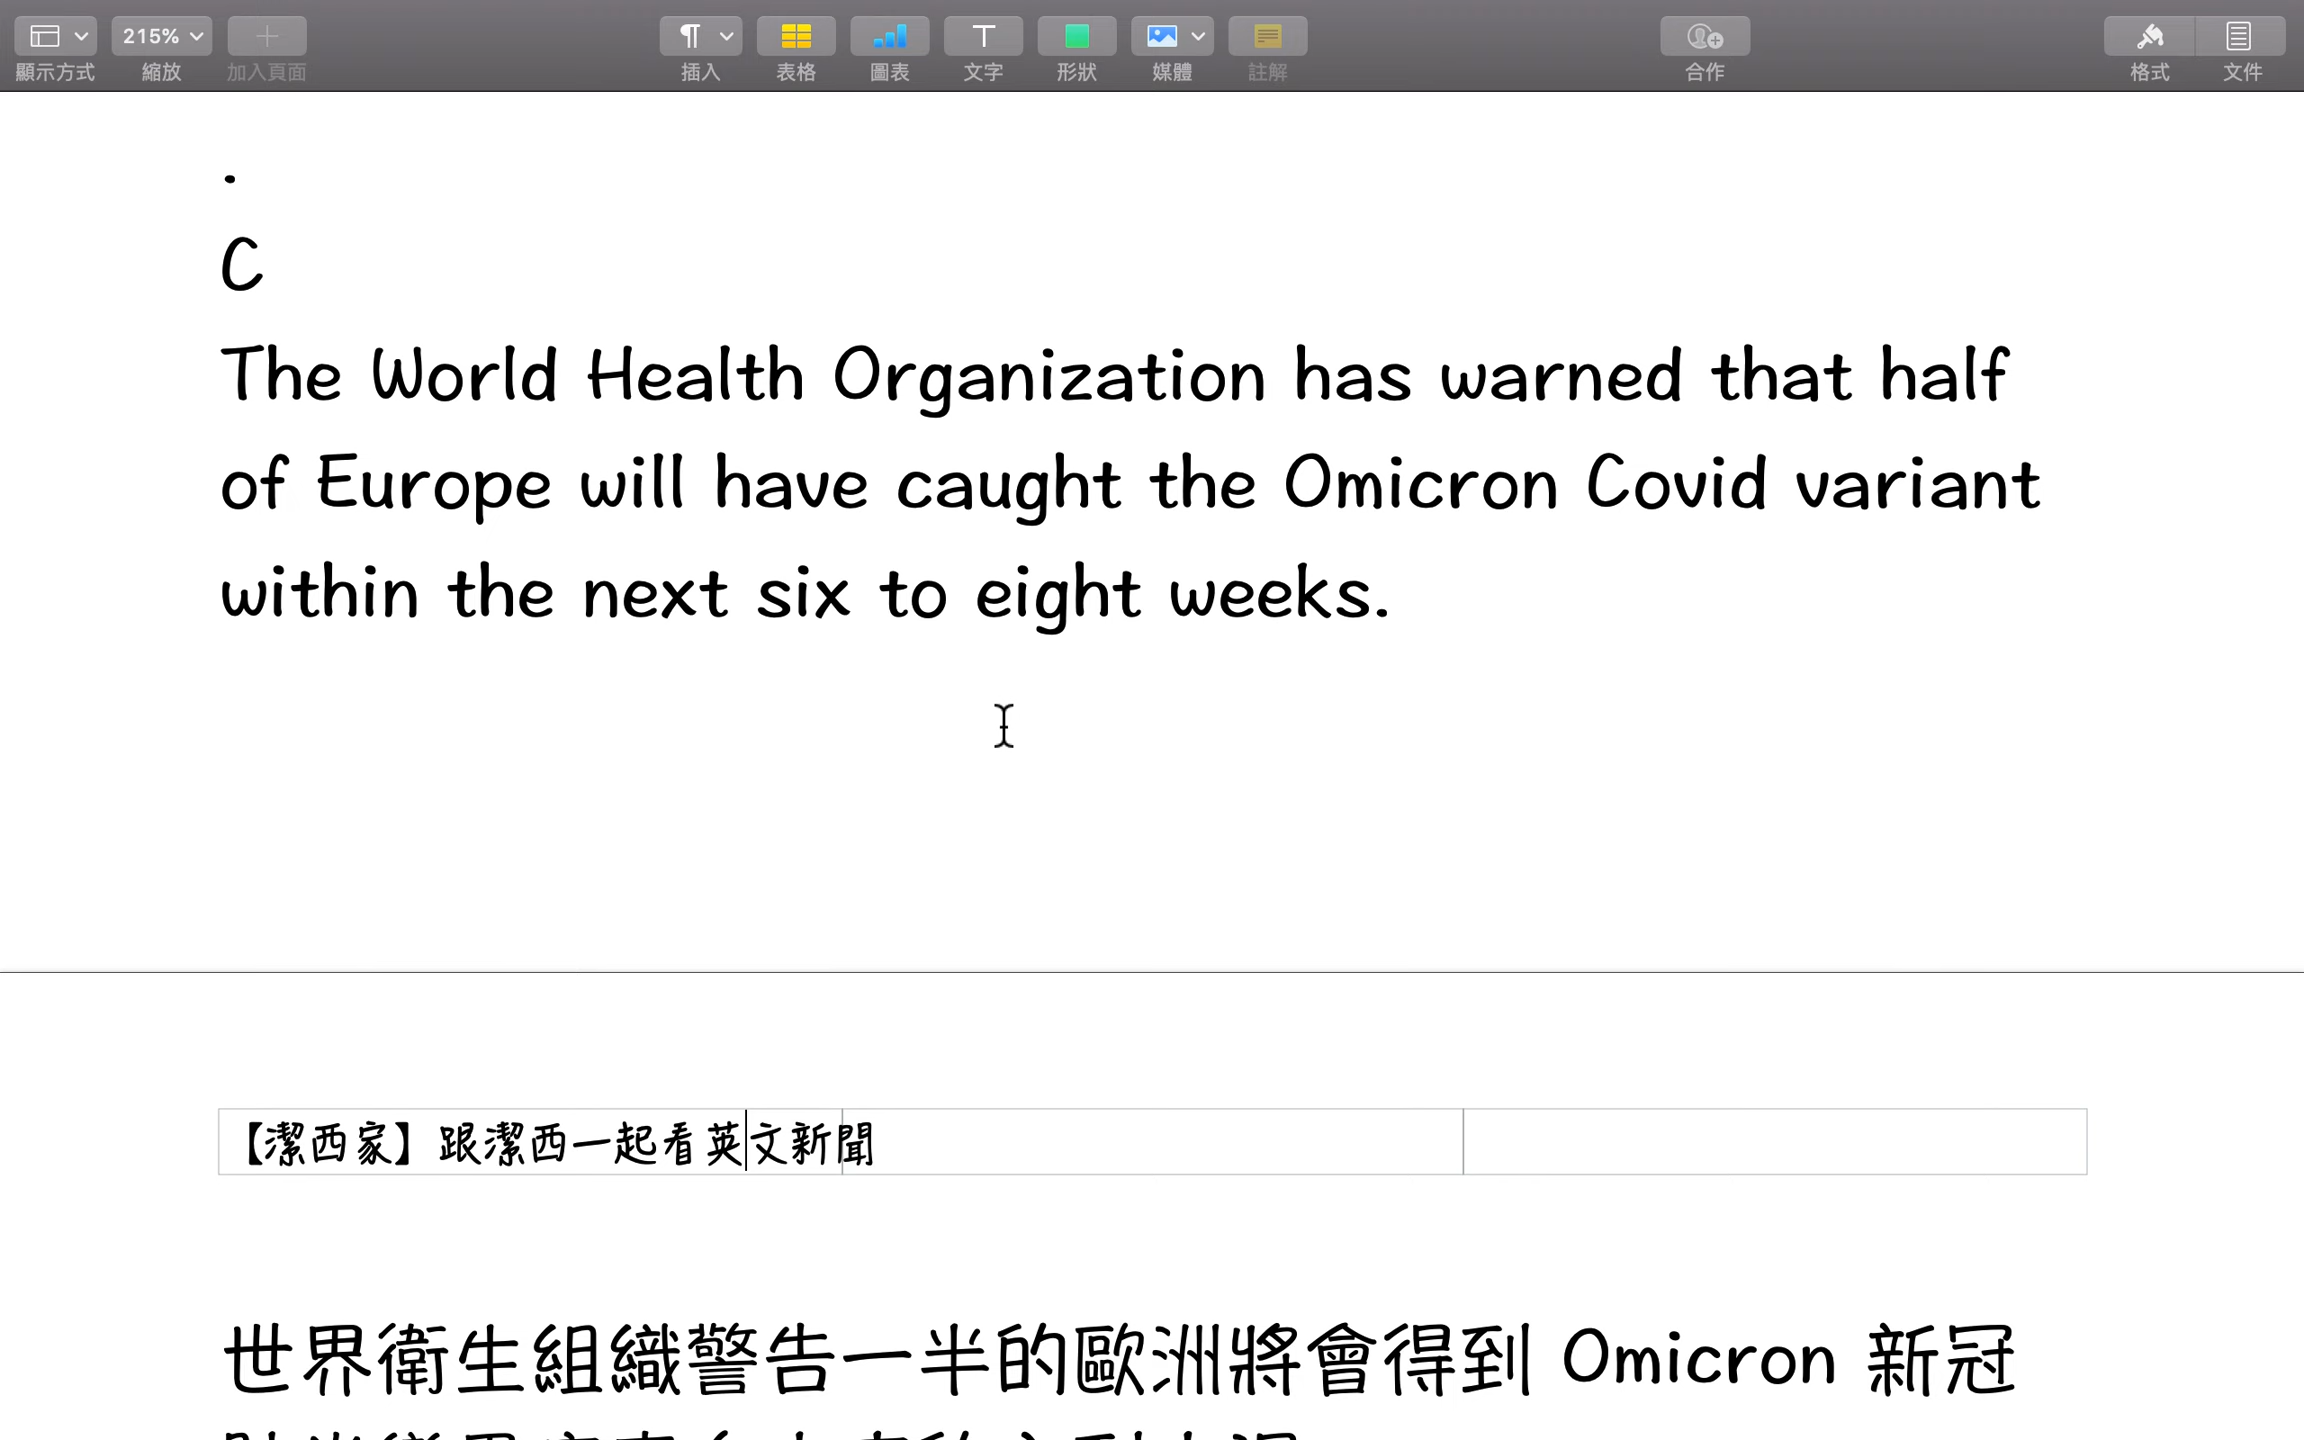 215%
顯示方式 縮放 加入頁面 插入 表格 圖表 文字 形狀 媒體 註解 合作 格式 文件
.
C
The World Health Organization has warned that half
of Europe will have caught the Omicron Covid variant
within the next six to eight weeks.
【潔西家】跟潔西一起看英文新聞
世界衛生組織警告一半的歐洲將會得到 Omicron 新冠